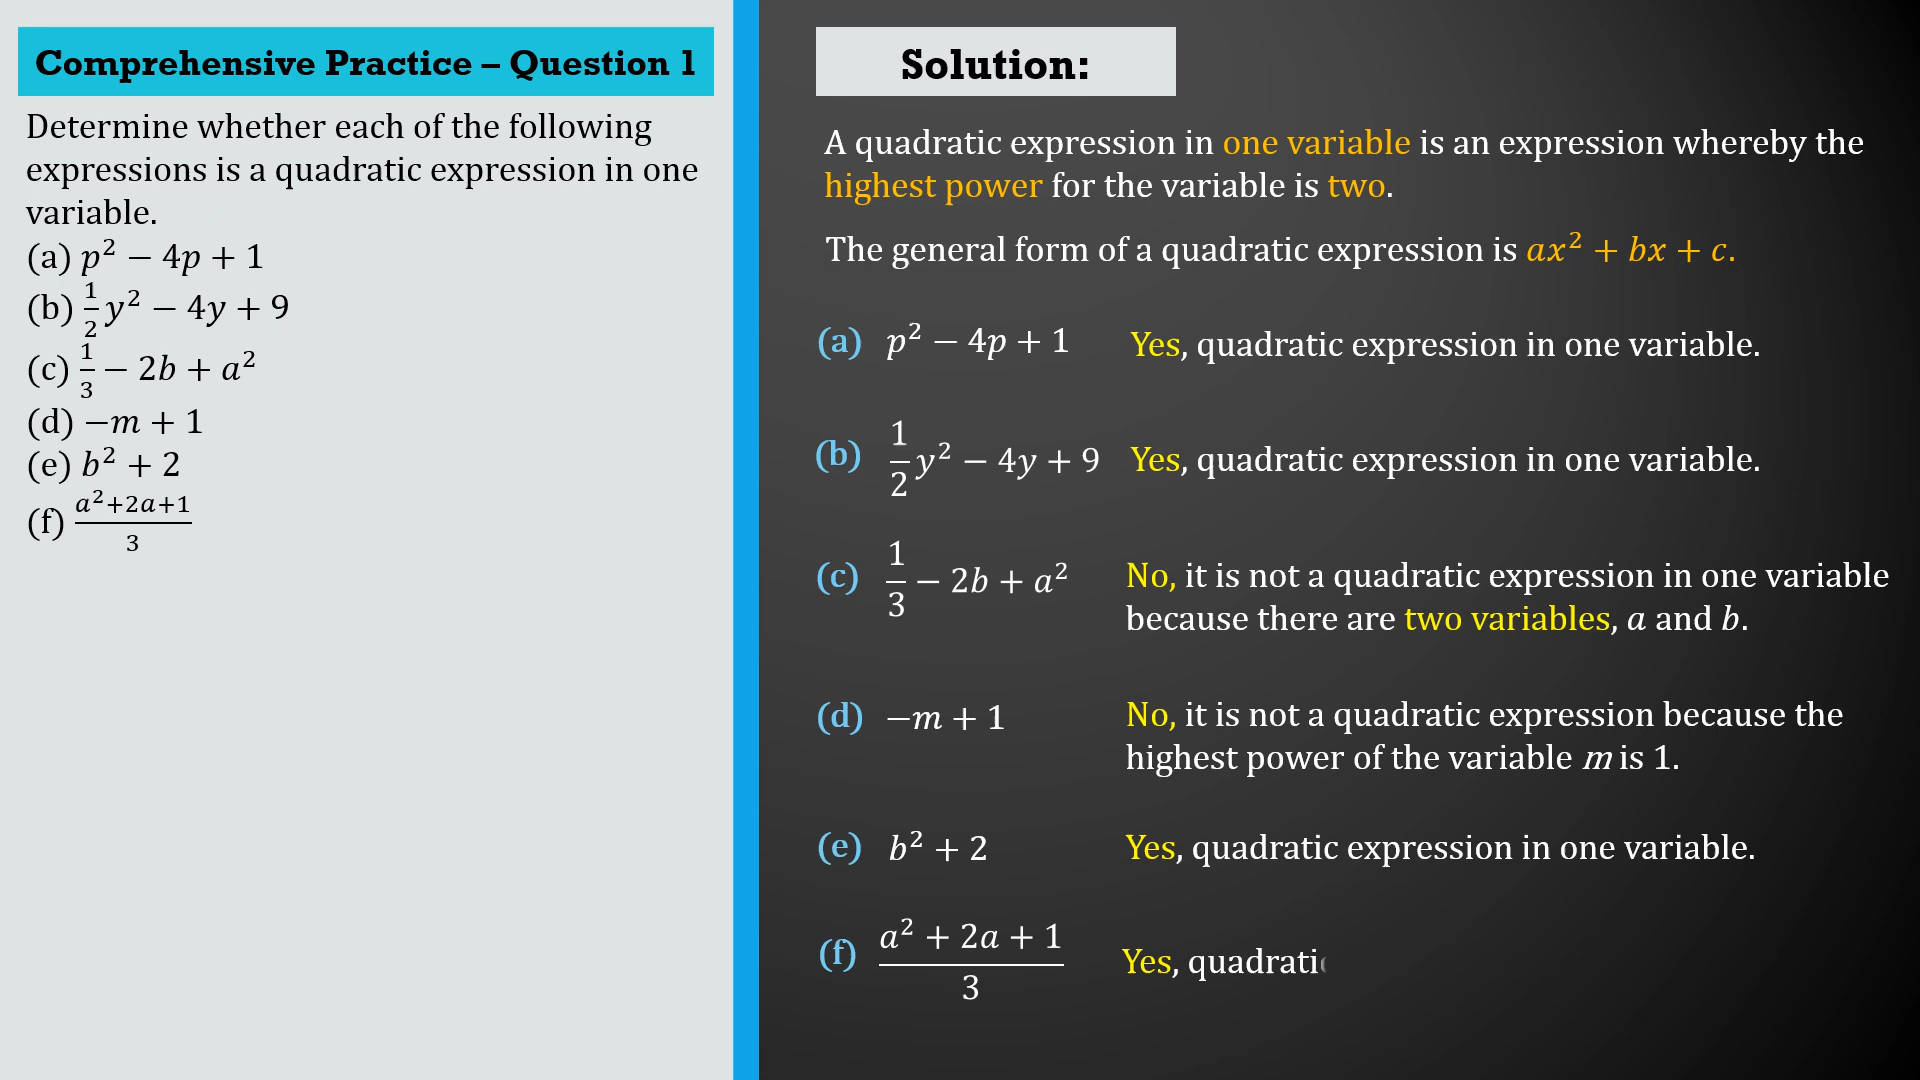 Comprehensive Practice – Question 1
Determine whether each of the following
expressions is a quadratic expression in one
variable.
(a) p² − 4p + 1
(b) 1/2 y² − 4y + 9
(c) 1/3 − 2b + a²
(d) −m + 1
(e) b² + 2
(f) (a²+2a+1)/3
Solution:
A quadratic expression in one variable is an expression whereby the
highest power for the variable is two.
The general form of a quadratic expression is ax² + bx + c.
(a) p² − 4p + 1 Yes, quadratic expression in one variable.
(b) 1/2 y² − 4y + 9 Yes, quadratic expression in one variable.
(c) 1/3 − 2b + a² No, it is not a quadratic expression in one variable
because there are two variables, a and b.
(d) −m + 1 No, it is not a quadratic expression because the
highest power of the variable m is 1.
(e) b² + 2 Yes, quadratic expression in one variable.
(f) (a² + 2a + 1)/3 Yes, quadratic